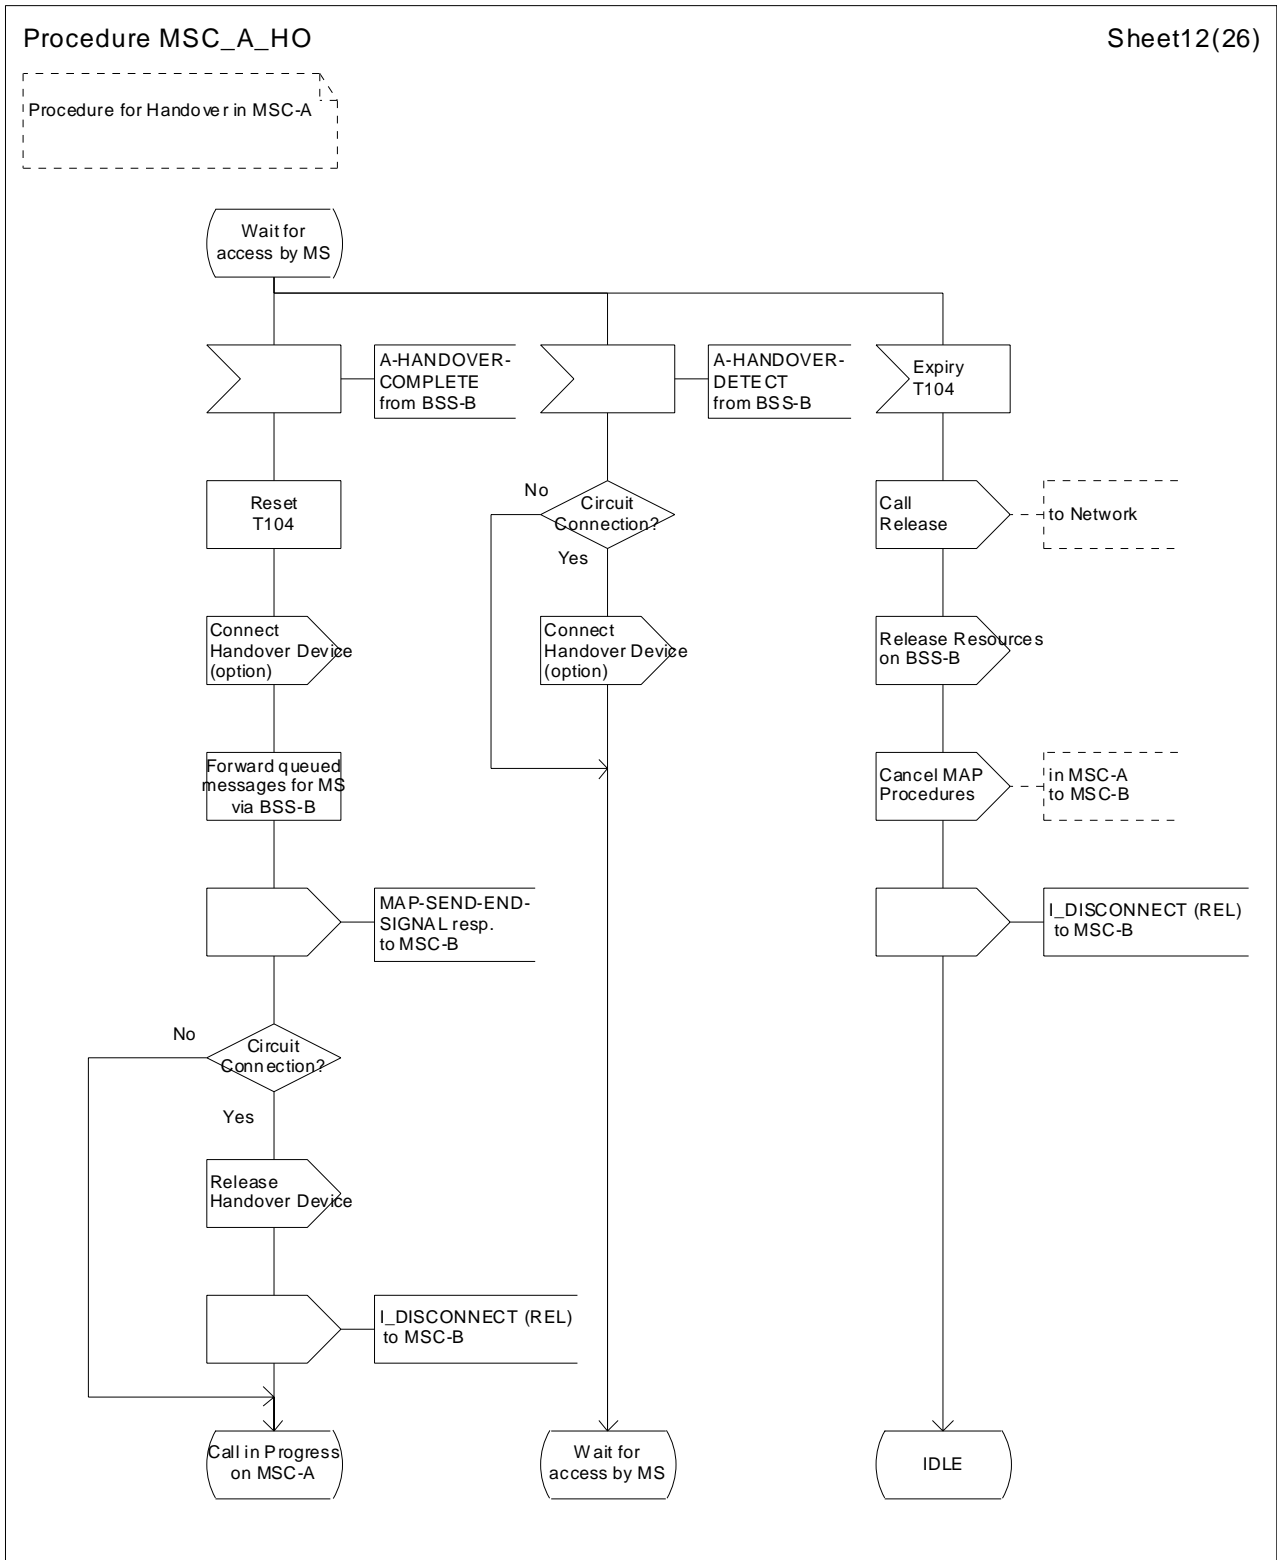 Procedure MSC_A_HO
Sheet12(26)
Procedure for Handover in MSC-A
Wait for
access by MS
A-HANDOVER-
COMPLETE
from BSS-B
A-HANDOVER-
DETECT
from BSS-B
Expiry
T104
Reset
T104
No
Circuit
Connection?
Yes
Call
Release
to Network
Connect
Handover Device
(option)
Connect
Handover Device
(option)
Release Resources
on BSS-B
Forward queued
messages for MS
via BSS-B
Cancel MAP
Procedures
in MSC-A
to MSC-B
MAP-SEND-END-
SIGNAL resp.
to MSC-B
I_DISCONNECT (REL)
to MSC-B
No
Circuit
Connection?
Yes
Release
Handover Device
I_DISCONNECT (REL)
to MSC-B
Call in Progress
on MSC-A
Wait for
access by MS
IDLE